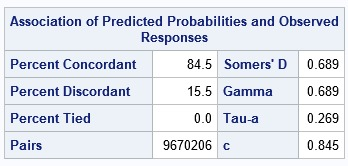 Association of Predicted Probabilities and Observed
Responses
Percent Concordant 84.5 Somers' D 0.689
Percent Discordant 15.5 Gamma 0.689
Percent Tied 0.0 Tau-a 0.269
Pairs 9670206 c 0.845